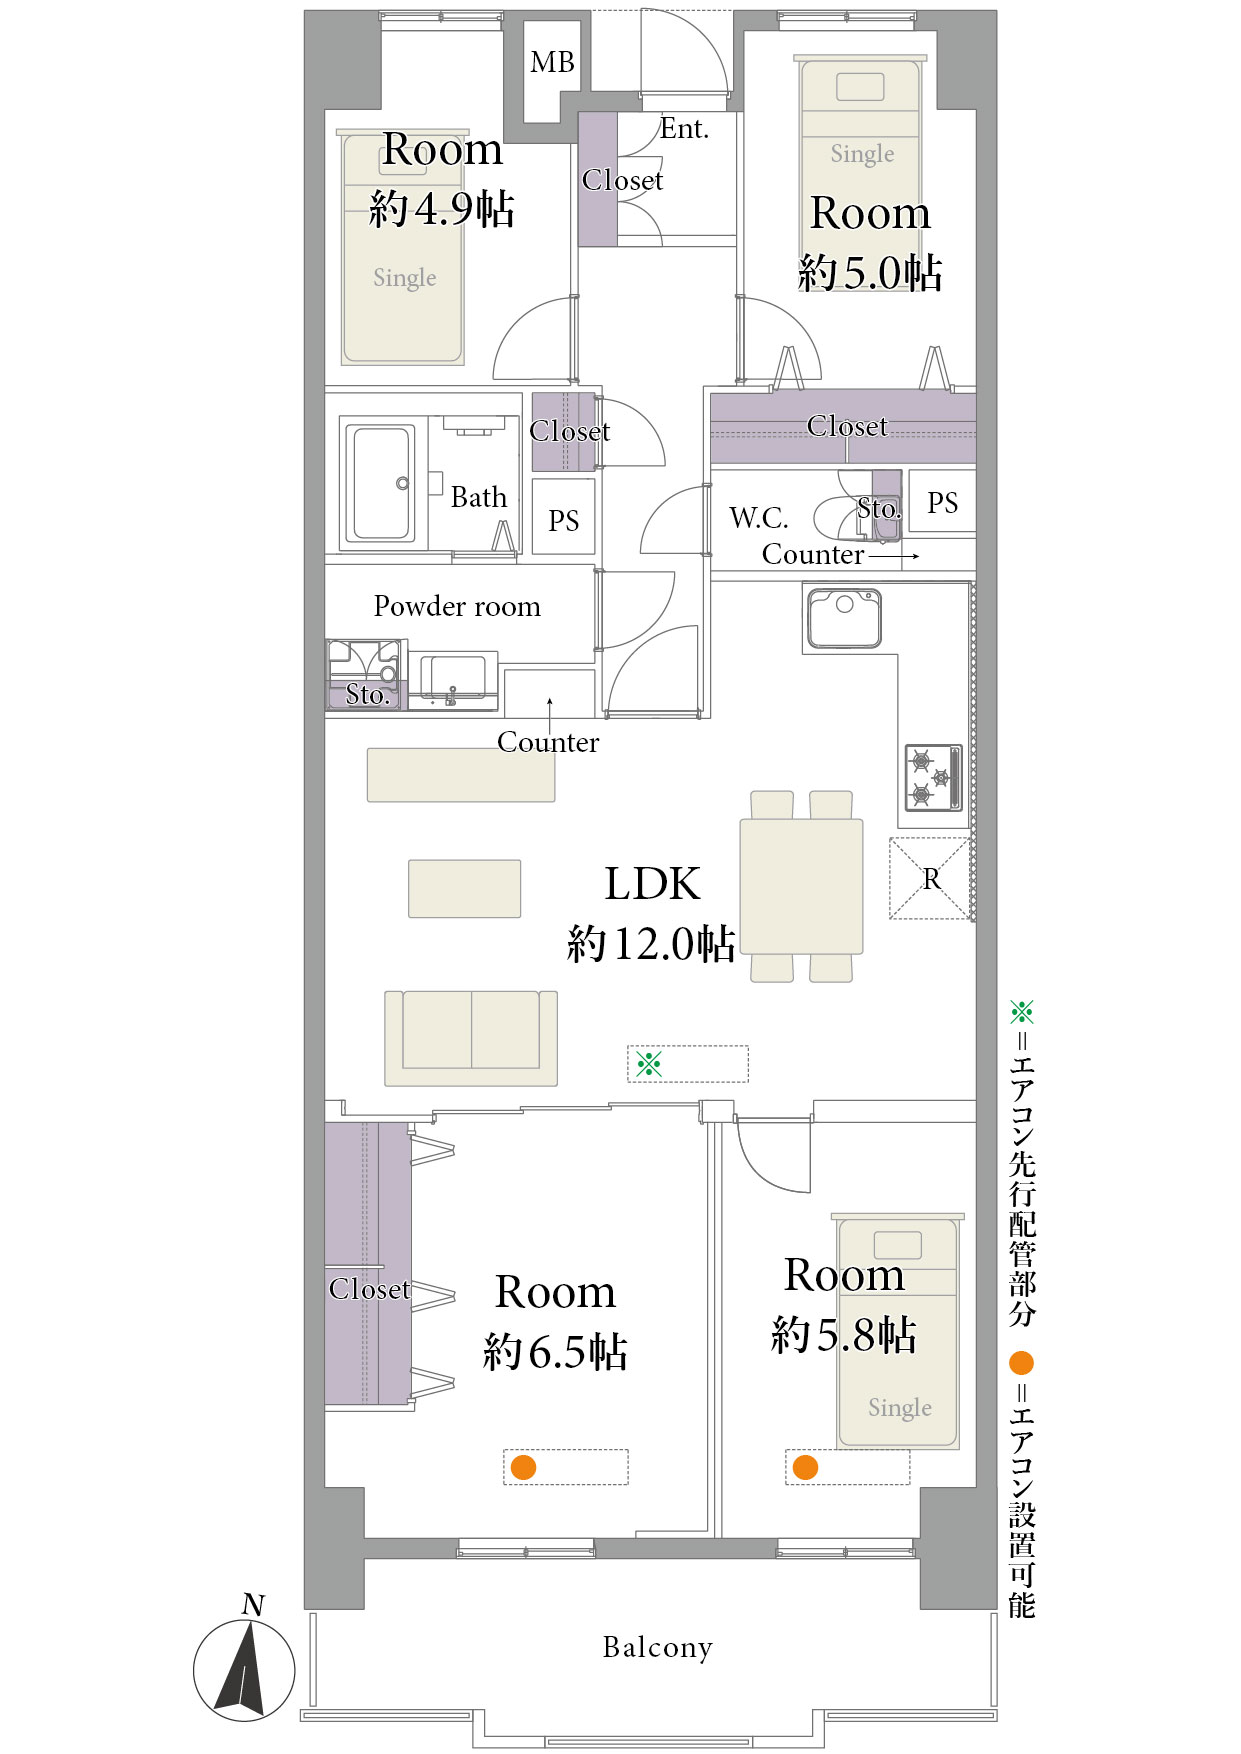 MB
Ent.
Room
約4.9帖
Single
Closet
Single
Room
約5.0帖
Closet
Closet
Bath
PS
W.C.
Sto.
PS
Counter
Powder room
Sto.
Counter
LDK
約12.0帖
R
※
※=エアコン先行配管部分 ●=エアコン設置可能
Closet
Room
約6.5帖
Room
約5.8帖
Single
N
Balcony